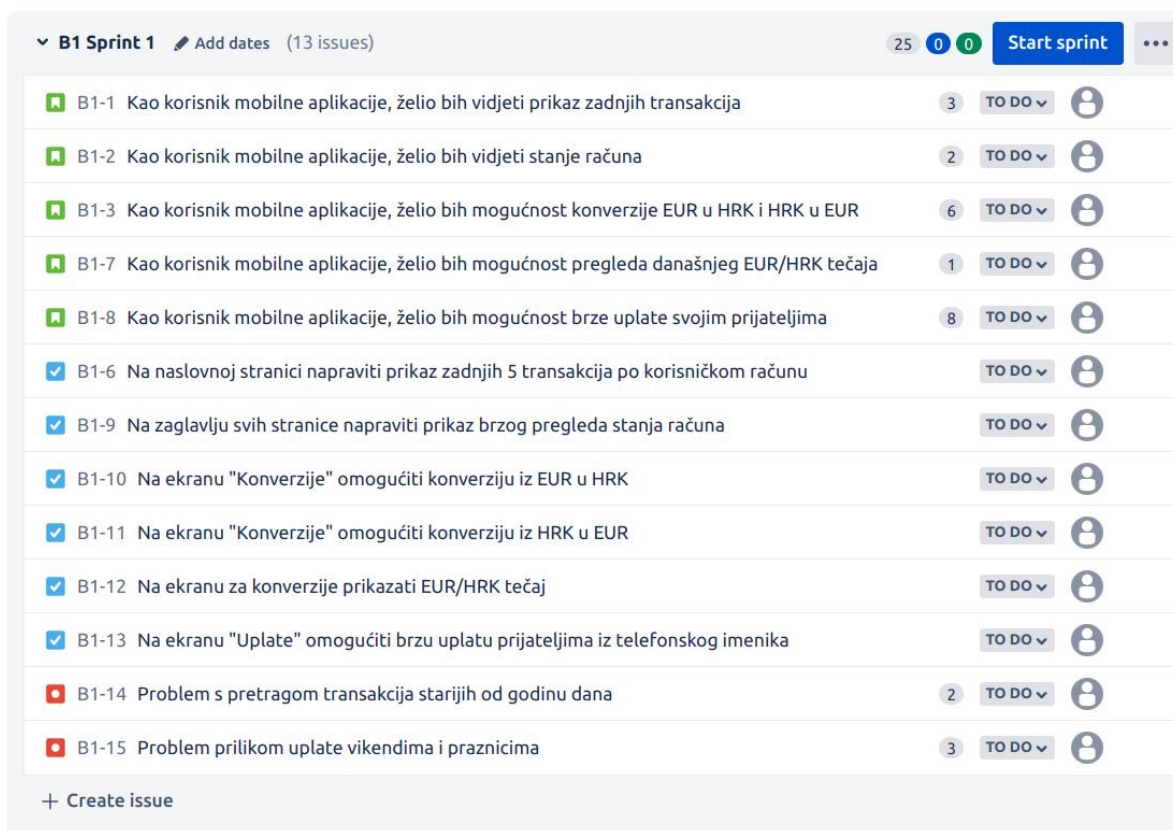 B1 Sprint 1 Add dates (13 issues) 25 0 0 Start sprint
B1-1 Kao korisnik mobilne aplikacije, želio bih vidjeti prikaz zadnjih transakcija 3 TO DO
B1-2 Kao korisnik mobilne aplikacije, želio bih vidjeti stanje računa 2 TO DO
B1-3 Kao korisnik mobilne aplikacije, želio bih mogućnost konverzije EUR u HRK i HRK u EUR 6 TO DO
B1-7 Kao korisnik mobilne aplikacije, želio bih mogućnost pregleda današnjeg EUR/HRK tečaja 1 TO DO
B1-8 Kao korisnik mobilne aplikacije, želio bih mogućnost brze uplate svojim prijateljima 8 TO DO
B1-6 Na naslovnoj stranici napraviti prikaz zadnjih 5 transakcija po korisničkom računu TO DO
B1-9 Na zaglavlju svih stranice napraviti prikaz brzog pregleda stanja računa TO DO
B1-10 Na ekranu "Konverzije" omogućiti konverziju iz EUR u HRK TO DO
B1-11 Na ekranu "Konverzije" omogućiti konverziju iz HRK u EUR TO DO
B1-12 Na ekranu za konverzije prikazati EUR/HRK tečaj TO DO
B1-13 Na ekranu "Uplate" omogućiti brzu uplatu prijateljima iz telefonskog imenika TO DO
B1-14 Problem s pretragom transakcija starijih od godinu dana 2 TO DO
B1-15 Problem prilikom uplate vikendima i praznicima 3 TO DO
+ Create issue